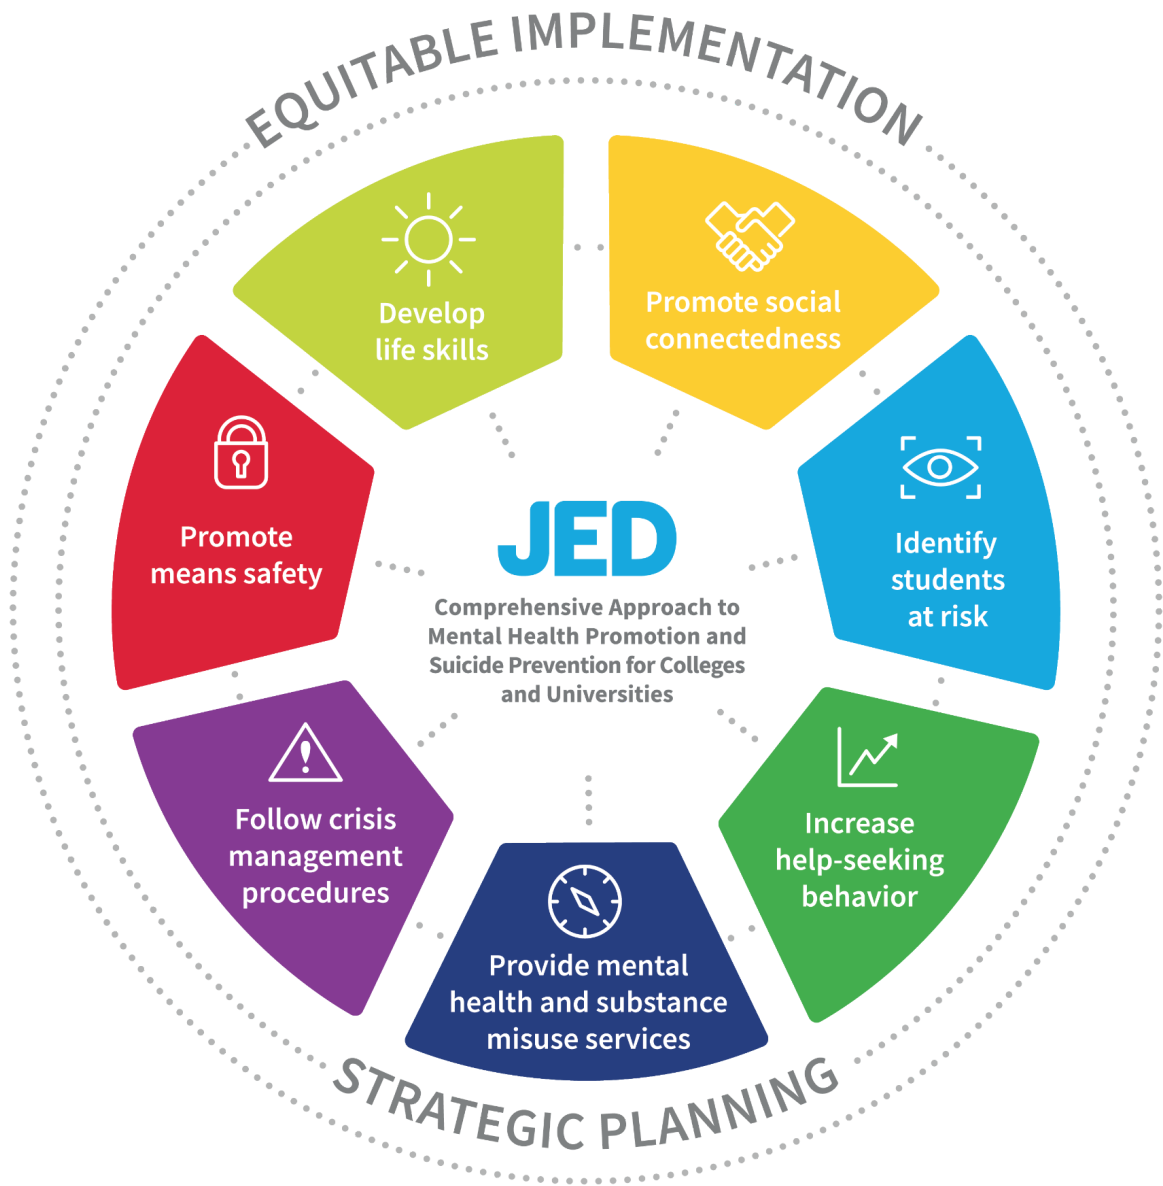 EQUITABLE IMPLEMENTATION
Develop
life skills
Promote social
connectedness
Identify
students
at risk
Increase
help-seeking
behavior
Provide mental
health and substance
misuse services
Follow crisis
management
procedures
Promote
means safety
JED
Comprehensive Approach to
Mental Health Promotion and
Suicide Prevention for Colleges
and Universities
STRATEGIC PLANNING